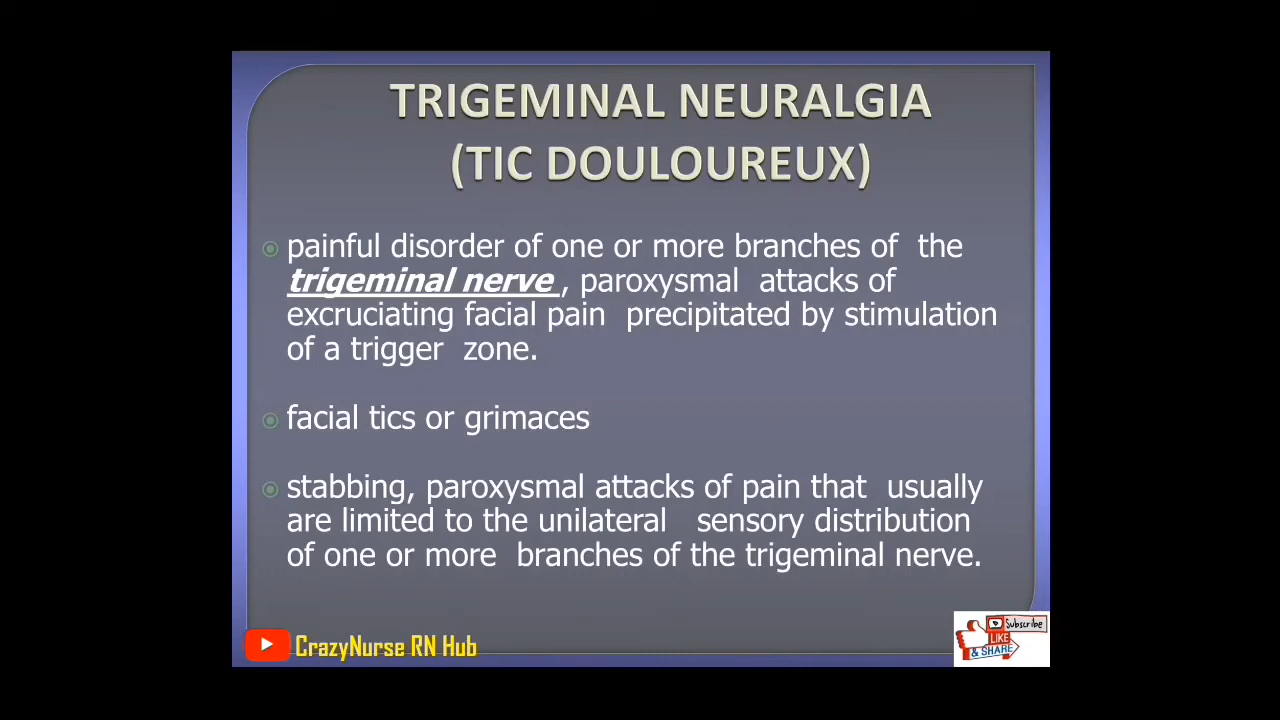 TRIGEMINAL NEURALGIA
(TIC DOULOUREUX)
painful disorder of one or more branches of the
trigeminal nerve , paroxysmal attacks of
excruciating facial pain precipitated by stimulation
of a trigger zone.
facial tics or grimaces
stabbing, paroxysmal attacks of pain that usually
are limited to the unilateral sensory distribution
of one or more branches of the trigeminal nerve.
CrazyNurse RN Hub
Subscribe
LIKE
& SHARE